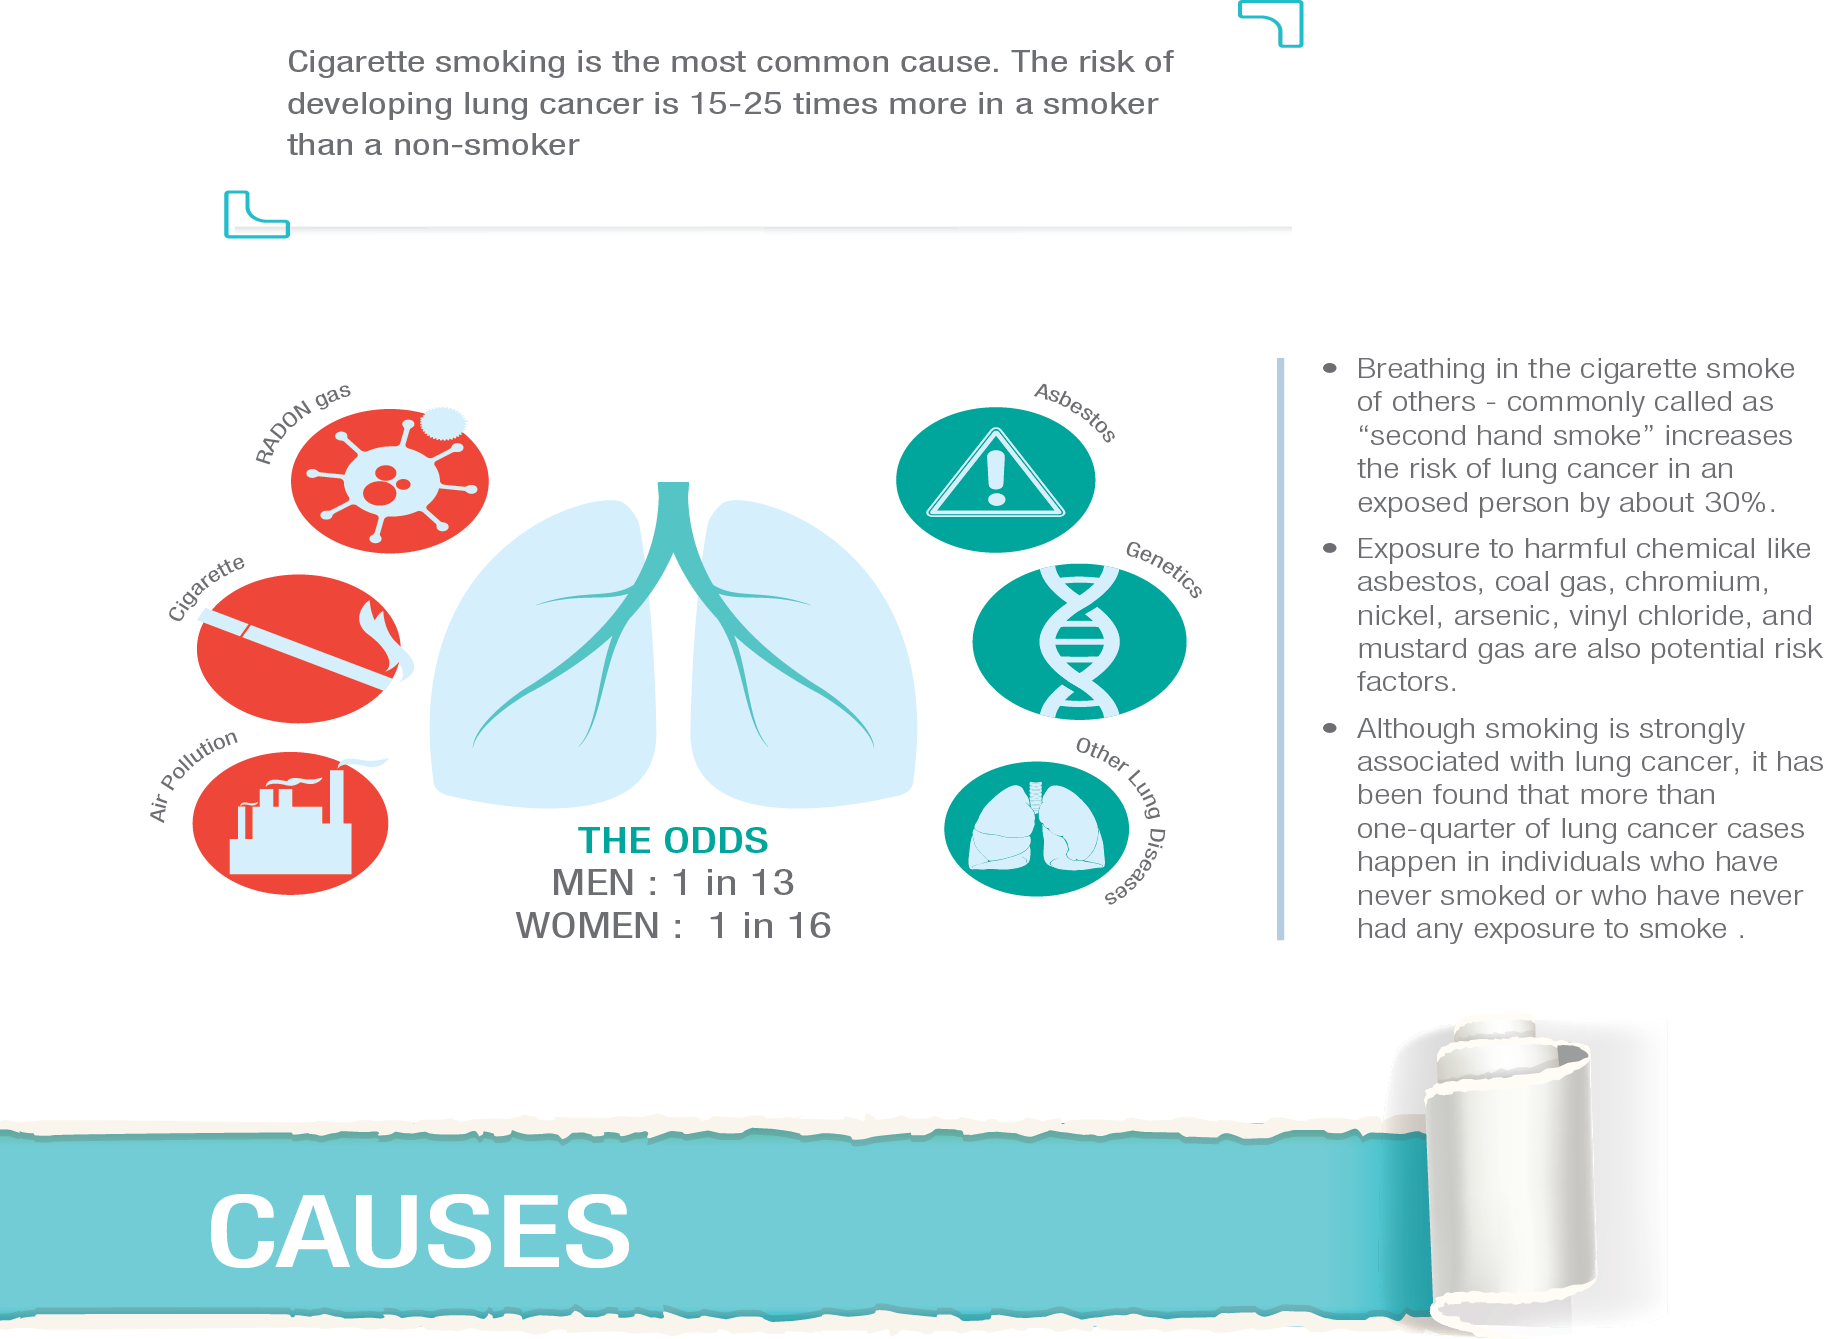 Cigarette smoking is the most common cause. The risk of
developing lung cancer is 15-25 times more in a smoker
than a non-smoker
RADON gas
Cigarette
Air Pollution
Asbestos
Genetics
Other Lung Diseases
THE ODDS
MEN : 1 in 13
WOMEN : 1 in 16
• Breathing in the cigarette smoke
of others - commonly called as
“second hand smoke” increases
the risk of lung cancer in an
exposed person by about 30%.
• Exposure to harmful chemical like
asbestos, coal gas, chromium,
nickel, arsenic, vinyl chloride, and
mustard gas are also potential risk
factors.
• Although smoking is strongly
associated with lung cancer, it has
been found that more than
one-quarter of lung cancer cases
happen in individuals who have
never smoked or who have never
had any exposure to smoke .
CAUSES